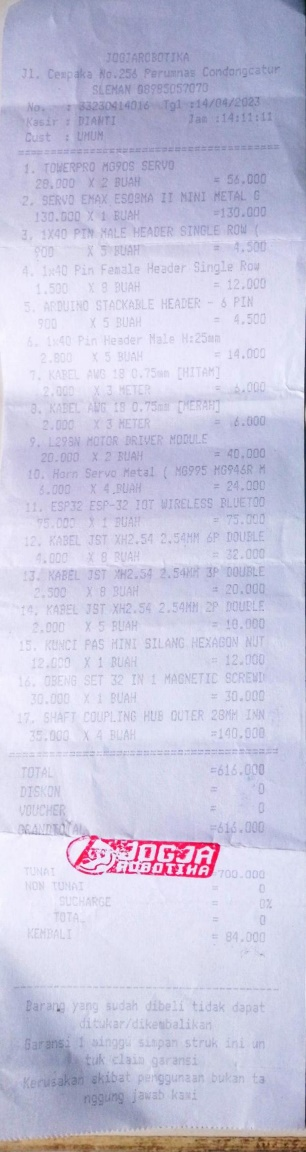 JOGJAROBOTIKA
Jl. Cempaka No.256 Perumnas Condongcatur
SLEMAN 08985057070
No. : 33230414016 Tgl :14/04/2023
Kasir : DIANTI Jam :14:11:11
Cust : UMUM
1. TOWERPRO MG90S SERVO
28.000 X 2 BUAH = 56.000
2. SERVO EMAX ES08MA II MINI METAL G
130.000 X 1 BUAH =130.000
3. 1X40 PIN MALE HEADER SINGLE ROW (
900 X 5 BUAH = 4.500
4. 1x40 Pin Female Header Single Row
1.500 X 8 BUAH = 12.000
5. ARDUINO STACKABLE HEADER - 6 PIN
900 X 5 BUAH = 4.500
6. 1x40 Pin Header Male H:25mm
2.800 X 5 BUAH = 14.000
7. KABEL AWG 18 0.75mm [HITAM]
2.000 X 3 METER = 6.000
8. KABEL AWG 18 0.75mm [MERAH]
2.000 X 3 METER = 6.000
9. L298N MOTOR DRIVER MODULE
20.000 X 2 BUAH = 40.000
10. Horn Servo Metal ( MG995 MG946R M
6.000 X 4 BUAH = 24.000
11. ESP32 ESP-32 IOT WIRELESS BLUETOO
75.000 X 1 BUAH = 75.000
12. KABEL JST XH2.54 2.54MM 6P DOUBLE
4.000 X 8 BUAH = 32.000
13. KABEL JST XH2.54 2.54MM 3P DOUBLE
2.500 X 8 BUAH = 20.000
14. KABEL JST XH2.54 2.54MM 2P DOUBLE
2.000 X 5 BUAH = 10.000
15. KUNCI PAS MINI SILANG HEXAGON NUT
12.000 X 1 BUAH = 12.000
16. OBENG SET 32 IN 1 MAGNETIC SCREWD
30.000 X 1 BUAH = 30.000
17. SHAFT COUPLING HUB OUTER 26MM INN
35.000 X 4 BUAH =140.000
TOTAL =616.000
DISKON = 0
VOUCHER = 0
GRANDTOTAL =616.000
JOGJA
ROBOTIKA
TUNAI =700.000
NON TUNAI = 0
SUCHARGE = 0%
TOTAL = 0
KEMBALI = 84.000
Barang yang sudah dibeli tidak dapat
ditukar/dikembalikan
Garansi 1 minggu simpan struk ini un
tuk claim garansi
Kerusakan akibat penggunaan bukan ta
nggung jawab kami